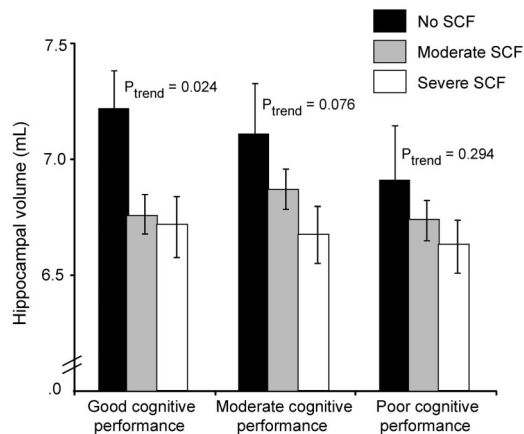 No SCF
Moderate SCF
Severe SCF
Hippocampal volume (mL)
7.5
7.0
6.5
.0
Ptrend = 0.024
Ptrend = 0.076
Ptrend = 0.294
Good cognitive
performance
Moderate cognitive
performance
Poor cognitive
performance